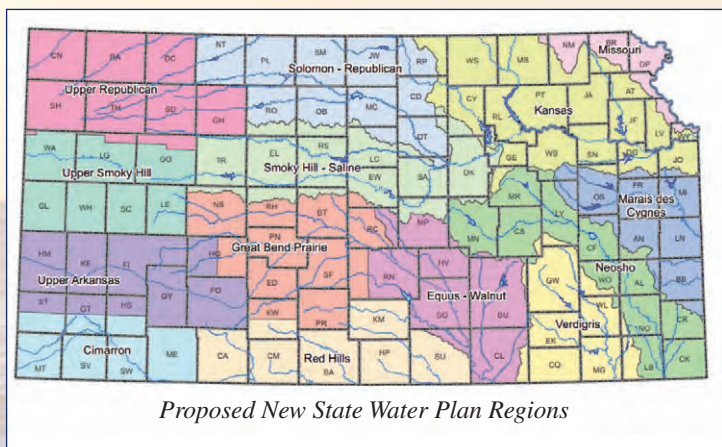 CN RA DC NT PL SM JW RP WS MS NM BR DP
Missouri
Upper Republican
Solomon - Republican
SH TH SD GH RO OB MC CD CY RL PT JA AT
Kansas
JF LV
OT
WA LG GO TR EL RS LC SA DK GE WB SN DG JO
Upper Smoky Hill
Smoky Hill - Saline
EW
GL WH SC LE NS RH BT RC MP MN MR CS LY OS FR MI
Marais des
Cygnes
HM KE FI HG PN CF AN LN
Great Bend Prairie
Neosho
Upper Arkansas
GY FO ED SF RN HV BU GW WO AL BB
Equus - Walnut
ST GT HS KW PR SG WL NO CR
Verdigris
Cimarron
ME KM EK
MT SV SW CA CM BA HP SU CL CQ MG LB CK
Red Hills
Proposed New State Water Plan Regions